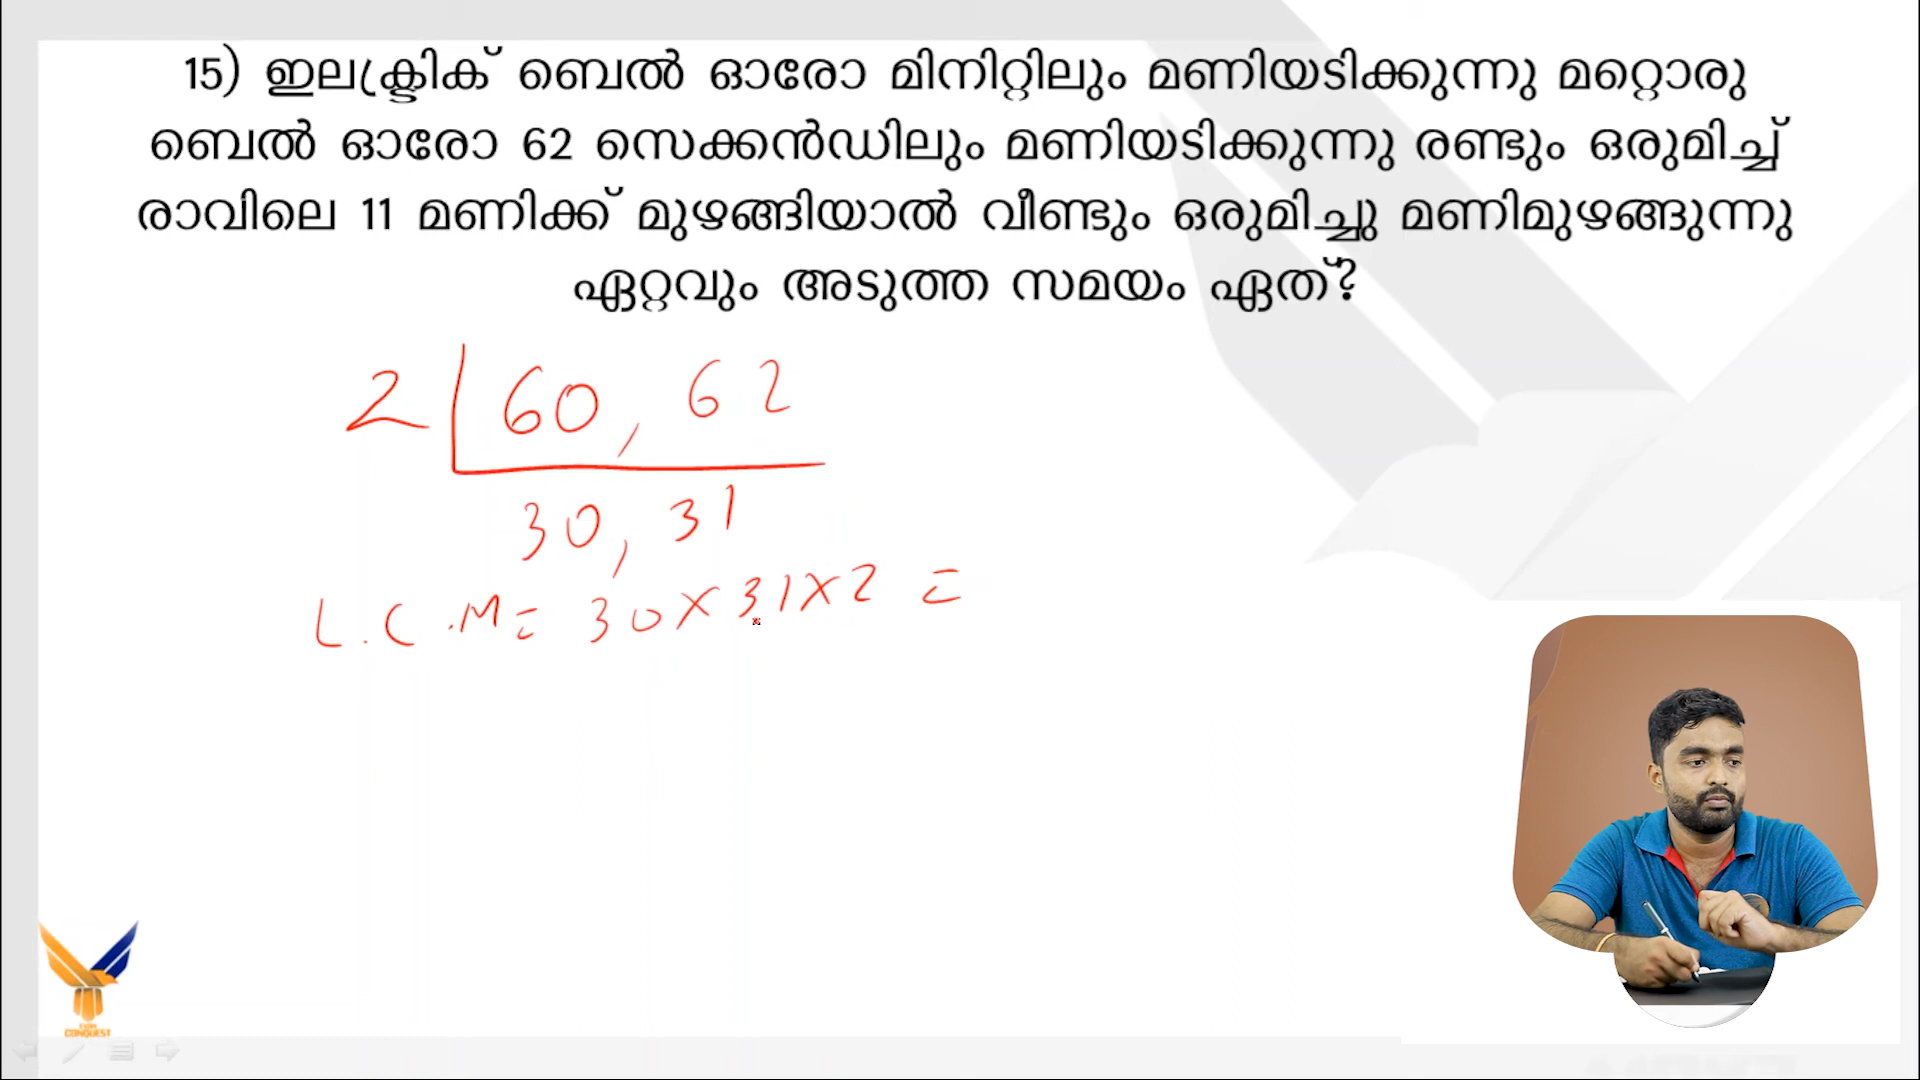 15) ഇലക്ട്രിക് ബെൽ ഓരോ മിനിറ്റിലും മണിയടിക്കുന്നു മറ്റൊരു
ബെൽ ഓരോ 62 സെക്കൻഡിലും മണിയടിക്കുന്നു രണ്ടും ഒരുമിച്ച്
രാവിലെ 11 മണിക്ക് മുഴങ്ങിയാൽ വീണ്ടും ഒരുമിച്ചു മണിമുഴങ്ങുന്നു
ഏറ്റവും അടുത്ത സമയം ഏത്?
2 60, 62
30, 31
L.C.M = 30 X 31 X 2 =
CONQUEST